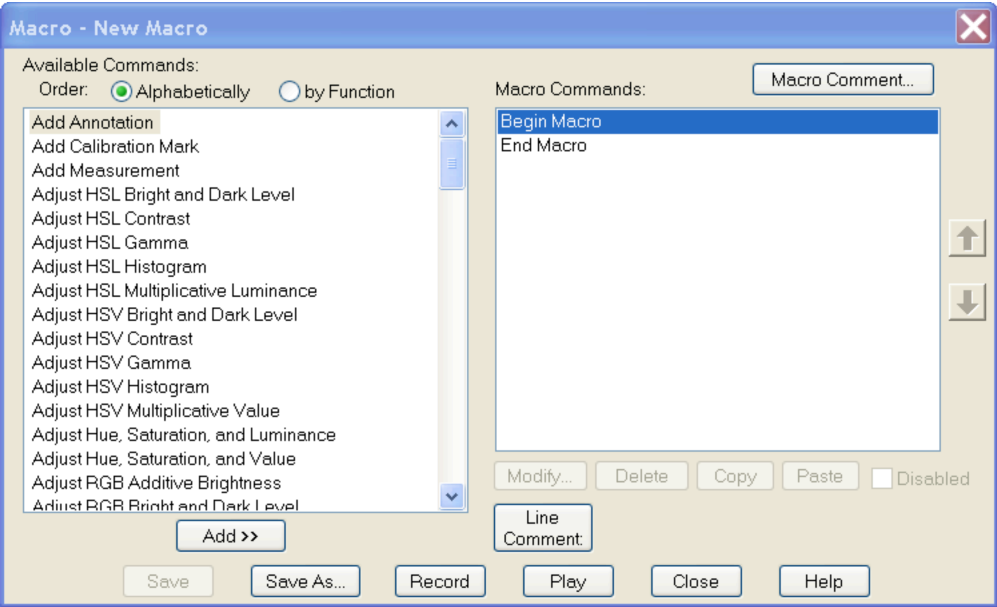 Macro - New Macro
Available Commands:
Order: Alphabetically by Function
Macro Commands:
Macro Comment...
Add Annotation
Add Calibration Mark
Add Measurement
Adjust HSL Bright and Dark Level
Adjust HSL Contrast
Adjust HSL Gamma
Adjust HSL Histogram
Adjust HSL Multiplicative Luminance
Adjust HSV Bright and Dark Level
Adjust HSV Contrast
Adjust HSV Gamma
Adjust HSV Histogram
Adjust HSV Multiplicative Value
Adjust Hue, Saturation, and Luminance
Adjust Hue, Saturation, and Value
Adjust RGB Additive Brightness
Adjust RGB Bright and Dark Level
Add >>
Begin Macro
End Macro
Modify... Delete Copy Paste Disabled
Line
Comment:
Save Save As... Record Play Close Help